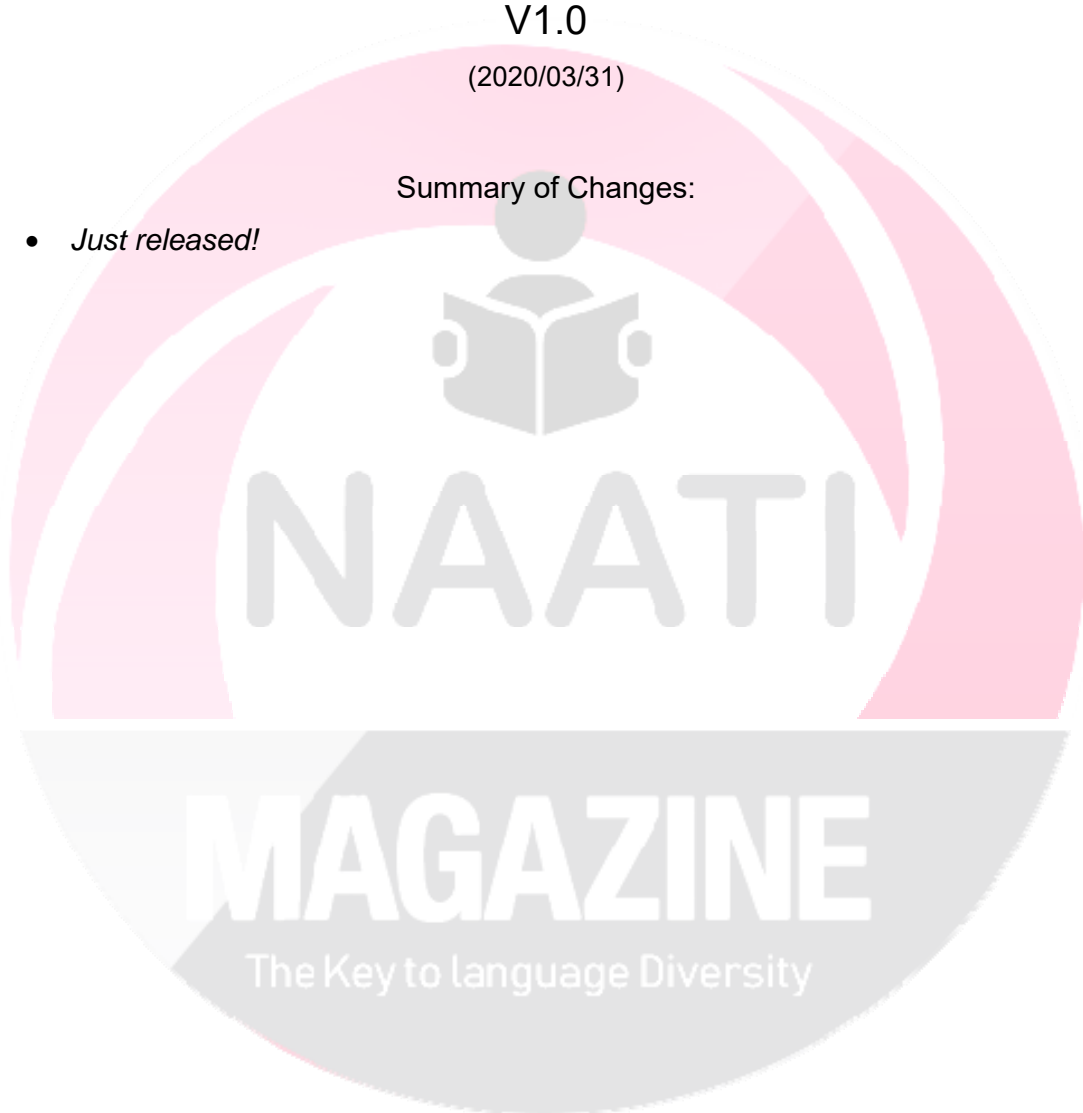 V1.0
(2020/03/31)
Summary of Changes:
• Just released!
NAATI
MAGAZINE
The Key to language Diversity